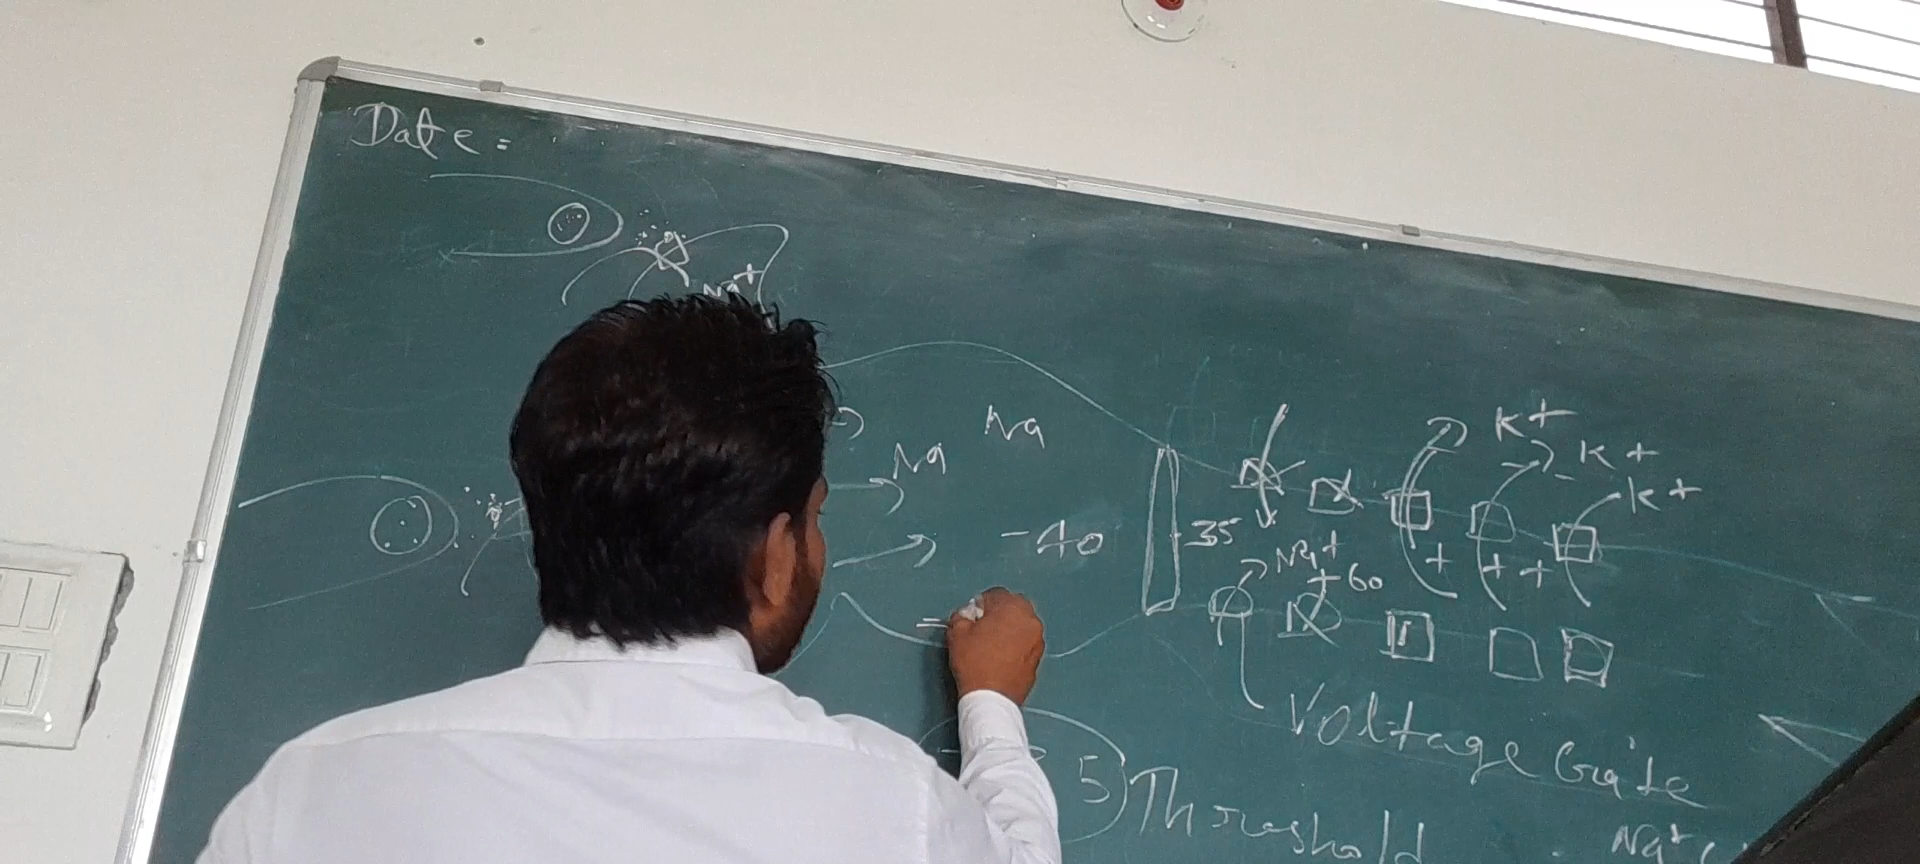 Date =
Na+
Na
Na
K+
K+
K+
-40
-35
Na+
+60
+
+ +
=
Voltage Gate
5) Threshold
Na+